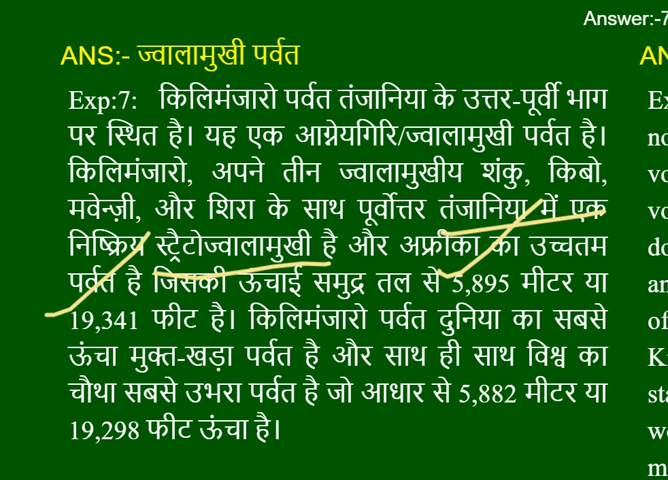 Answer:-7
ANS:- ज्वालामुखी पर्वत
Exp:7: किलिमंजारो पर्वत तंजानिया के उत्तर-पूर्वी भाग
पर स्थित है। यह एक आग्नेयगिरि/ज्वालामुखी पर्वत है।
किलिमंजारो, अपने तीन ज्वालामुखीय शंकु, किबो,
मवेन्ज़ी, और शिरा के साथ पूर्वोत्तर तंजानिया में एक
निष्क्रिय स्ट्रैटोज्वालामुखी है और अफ्रीका का उच्चतम
पर्वत है जिसकी ऊंचाई समुद्र तल से 5,895 मीटर या
19,341 फीट है। किलिमंजारो पर्वत दुनिया का सबसे
ऊंचा मुक्त-खड़ा पर्वत है और साथ ही साथ विश्व का
चौथा सबसे उभरा पर्वत है जो आधार से 5,882 मीटर या
19,298 फीट ऊंचा है।